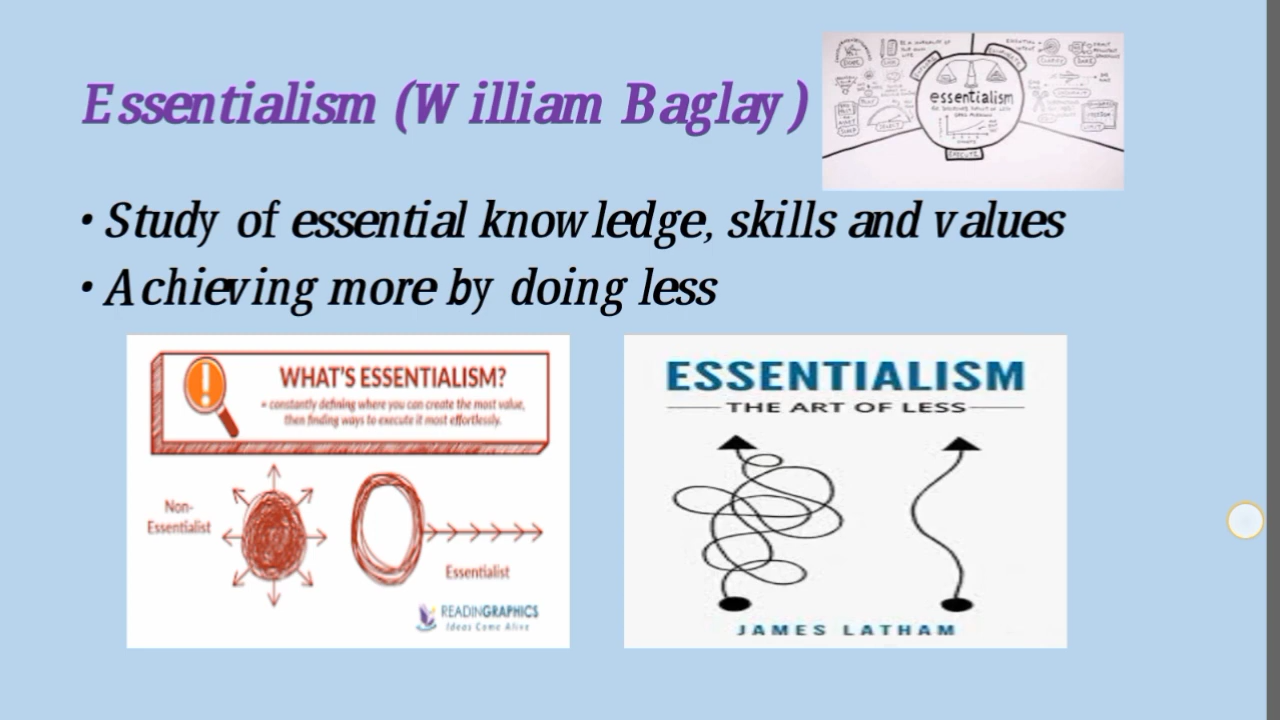 Essentialism (William Baglay)
essentialism
EXECUTE
• Study of essential knowledge, skills and values
• Achieving more by doing less
WHAT'S ESSENTIALISM?
= constantly defining where you can create the most value,
then finding ways to execute it most effortlessly.
Non-
Essentialist
Essentialist
READINGRAPHICS
Ideas Come Alive
ESSENTIALISM
THE ART OF LESS
JAMES LATHAM